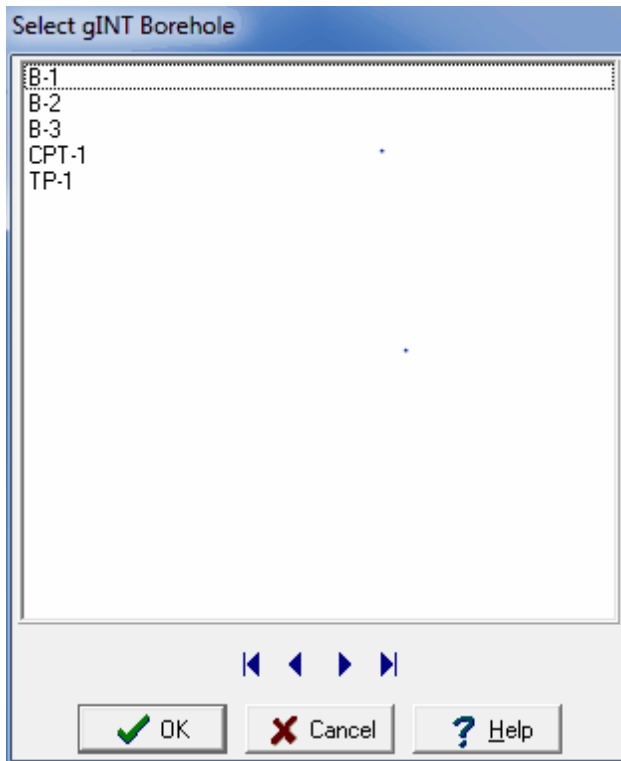 Select gINT Borehole
B-1
B-2
B-3
CPT-1
TP-1
OK Cancel Help